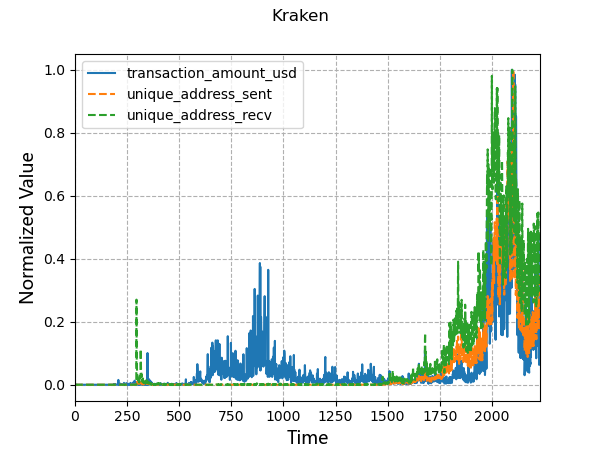 Kraken
1.0
0.8
0.6
0.4
0.2
0.0
Normalized Value
transaction_amount_usd
unique_address_sent
unique_address_recv
0 250 500 750 1000 1250 1500 1750 2000
Time